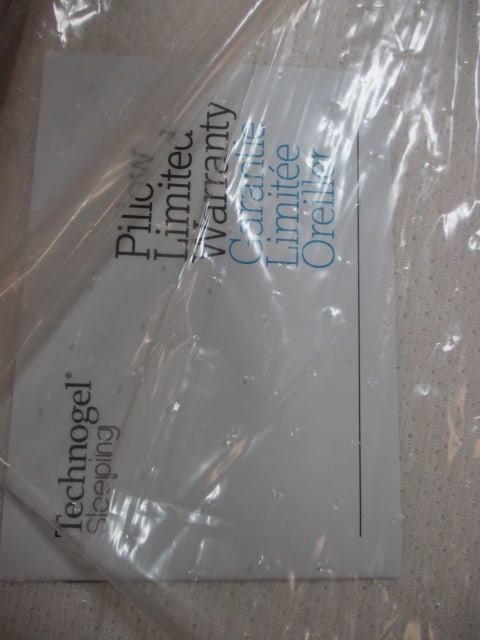 Technogel®
Sleeping
Pillow
Limited
Warranty
Garantie
Limitée
Oreiller